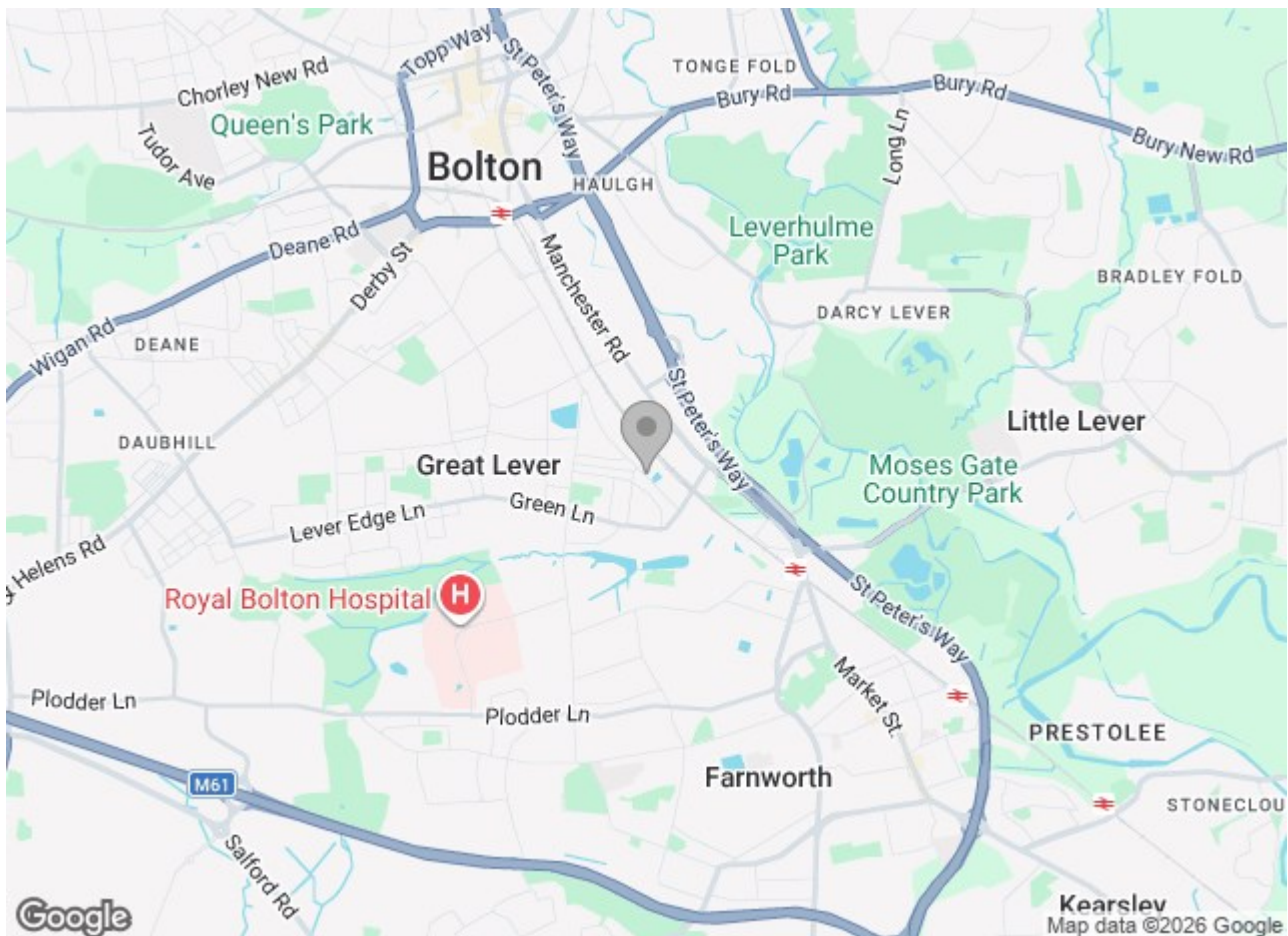 Topp Way
St Peter's Way
TONGE FOLD
Bury Rd
Bury Rd
Chorley New Rd
Queen's Park
Tudor Ave
Long Ln
Bury New Rd
Bolton
HAULGH
Leverhulme
Park
Deane Rd
Derby St
Manchester Rd
BRADLEY FOLD
DARCY LEVER
Wigan Rd
DEANE
St Peter's Way
Little Lever
DAUBHILL
Great Lever
Moses Gate
Country Park
Green Ln
Lever Edge Ln
Helens Rd
Royal Bolton Hospital
H
St Peter's Way
Market St.
Plodder Ln
Plodder Ln
PRESTOLEE
Farnworth
M61
STONECLOU
Salford Rd
Kearsley
Google
Map data ©2026 Google